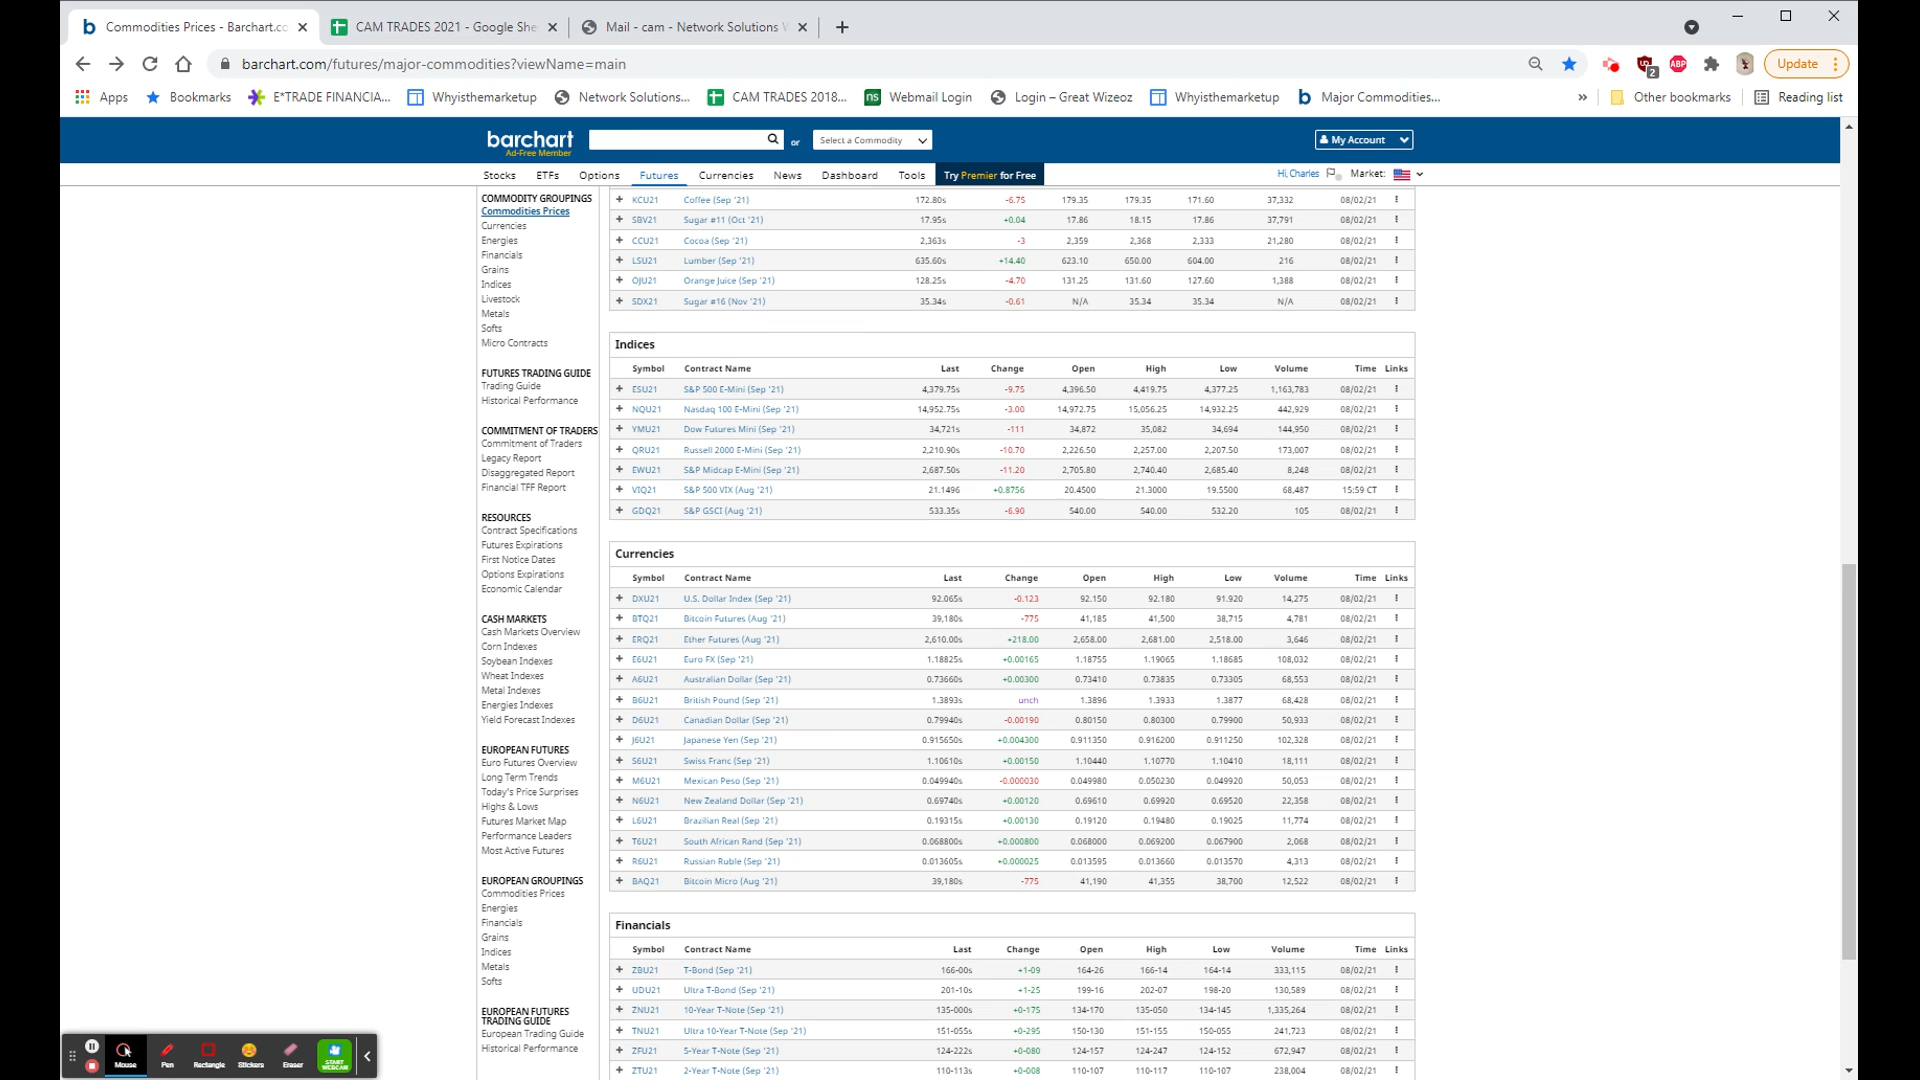 Commodities Prices - Barchart.co
CAM TRADES 2021 - Google She
Mail - cam - Network Solutions
barchart.com/futures/major-commodities?viewName=main
2
ABP
Update
Apps
Bookmarks
E*TRADE FINANCIA...
Whyisthemarketup
Network Solutions...
CAM TRADES 2018...
ns Webmail Login
Login – Great Wizeoz
Whyisthemarketup
b Major Commodities...
»
Other bookmarks
Reading list
barchart
Ad-Free Member
or
Select a Commodity
My Account
Stocks ETFs Options Futures Currencies News Dashboard Tools Try Premier for Free
Hi, Charles Market:
COMMODITY GROUPINGS
Commodities Prices
Currencies
Energies
Financials
Grains
Indices
Livestock
Metals
Softs
Micro Contracts
FUTURES TRADING GUIDE
Trading Guide
Historical Performance
COMMITMENT OF TRADERS
Commitment of Traders
Legacy Report
Disaggregated Report
Financial TFF Report
RESOURCES
Contract Specifications
Futures Expirations
First Notice Dates
Options Expirations
Economic Calendar
CASH MARKETS
Cash Markets Overview
Corn Indexes
Soybean Indexes
Wheat Indexes
Metal Indexes
Energies Indexes
Yield Forecast Indexes
EUROPEAN FUTURES
Euro Futures Overview
Long Term Trends
Today's Price Surprises
Highs & Lows
Futures Market Map
Performance Leaders
Most Active Futures
EUROPEAN GROUPINGS
Commodities Prices
Energies
Financials
Grains
Indices
Metals
Softs
EUROPEAN FUTURES
TRADING GUIDE
European Trading Guide
Historical Performance
+ KCU21 Coffee (Sep '21) 172.80s -6.75 179.35 179.35 171.60 37,332 08/02/21
+ SBV21 Sugar #11 (Oct '21) 17.95s +0.04 17.86 18.15 17.86 37,791 08/02/21
+ CCU21 Cocoa (Sep '21) 2,363s -3 2,359 2,368 2,333 21,280 08/02/21
+ LSU21 Lumber (Sep '21) 635.60s +14.40 623.10 650.00 604.00 216 08/02/21
+ OJU21 Orange Juice (Sep '21) 128.25s -4.70 131.25 131.60 127.60 1,388 08/02/21
+ SDX21 Sugar #16 (Nov '21) 35.34s -0.61 N/A 35.34 35.34 N/A 08/02/21
Indices
Symbol Contract Name Last Change Open High Low Volume Time Links
+ ESU21 S&P 500 E-Mini (Sep '21) 4,379.75s -9.75 4,396.50 4,419.75 4,377.25 1,163,783 08/02/21
+ NQU21 Nasdaq 100 E-Mini (Sep '21) 14,952.75s -3.00 14,972.75 15,056.25 14,932.25 442,929 08/02/21
+ YMU21 Dow Futures Mini (Sep '21) 34,721s -111 34,872 35,082 34,694 144,950 08/02/21
+ QRU21 Russell 2000 E-Mini (Sep '21) 2,210.90s -10.70 2,226.50 2,257.00 2,207.50 173,007 08/02/21
+ EWU21 S&P Midcap E-Mini (Sep '21) 2,687.50s -11.20 2,705.80 2,740.40 2,685.40 8,248 08/02/21
+ VIQ21 S&P 500 VIX (Aug '21) 21.1496 +0.8756 20.4500 21.3000 19.5500 68,487 15:59 CT
+ GDQ21 S&P GSCI (Aug '21) 533.35s -6.90 540.00 540.00 532.20 105 08/02/21
Currencies
Symbol Contract Name Last Change Open High Low Volume Time Links
+ DXU21 U.S. Dollar Index (Sep '21) 92.065s -0.123 92.150 92.180 91.920 14,275 08/02/21
+ BTQ21 Bitcoin Futures (Aug '21) 39,180s -775 41,185 41,500 38,715 4,781 08/02/21
+ ERQ21 Ether Futures (Aug '21) 2,610.00s +218.00 2,658.00 2,681.00 2,518.00 3,646 08/02/21
+ E6U21 Euro FX (Sep '21) 1.18825s +0.00165 1.18755 1.19065 1.18685 108,032 08/02/21
+ A6U21 Australian Dollar (Sep '21) 0.73660s +0.00300 0.73410 0.73835 0.73305 68,553 08/02/21
+ B6U21 British Pound (Sep '21) 1.3893s unch 1.3896 1.3933 1.3877 68,428 08/02/21
+ D6U21 Canadian Dollar (Sep '21) 0.79940s -0.00190 0.80150 0.80300 0.79900 50,933 08/02/21
+ J6U21 Japanese Yen (Sep '21) 0.915650s +0.004300 0.911350 0.916200 0.911250 102,328 08/02/21
+ S6U21 Swiss Franc (Sep '21) 1.10610s +0.00150 1.10440 1.10770 1.10410 18,111 08/02/21
+ M6U21 Mexican Peso (Sep '21) 0.049940s -0.000030 0.049980 0.050230 0.049920 50,053 08/02/21
+ N6U21 New Zealand Dollar (Sep '21) 0.69740s +0.00120 0.69610 0.69920 0.69520 22,358 08/02/21
+ L6U21 Brazilian Real (Sep '21) 0.19315s +0.00130 0.19120 0.19480 0.19025 11,774 08/02/21
+ T6U21 South African Rand (Sep '21) 0.068800s +0.000800 0.068000 0.069200 0.067900 2,068 08/02/21
+ R6U21 Russian Ruble (Sep '21) 0.013605s +0.000025 0.013595 0.013660 0.013570 4,313 08/02/21
+ BAQ21 Bitcoin Micro (Aug '21) 39,180s -775 41,190 41,355 38,700 12,522 08/02/21
Financials
Symbol Contract Name Last Change Open High Low Volume Time Links
+ ZBU21 T-Bond (Sep '21) 166-00s +1-09 164-26 166-14 164-14 333,115 08/02/21
+ UDU21 Ultra T-Bond (Sep '21) 201-10s +1-25 199-16 202-07 198-20 130,589 08/02/21
+ ZNU21 10-Year T-Note (Sep '21) 135-000s +0-175 134-170 135-050 134-145 1,335,264 08/02/21
+ TNU21 Ultra 10-Year T-Note (Sep '21) 151-055s +0-295 150-130 151-155 150-055 241,723 08/02/21
+ ZFU21 5-Year T-Note (Sep '21) 124-222s +0-080 124-157 124-247 124-152 672,947 08/02/21
+ ZTU21 2-Year T-Note (Sep '21) 110-113s +0-008 110-107 110-117 110-107 238,004 08/02/21
Mouse Pen Rectangle Stickers Eraser START WEBCAM